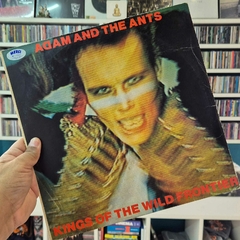 ADAM AND THE ANTS
KINGS OF THE WILD FRONTIER